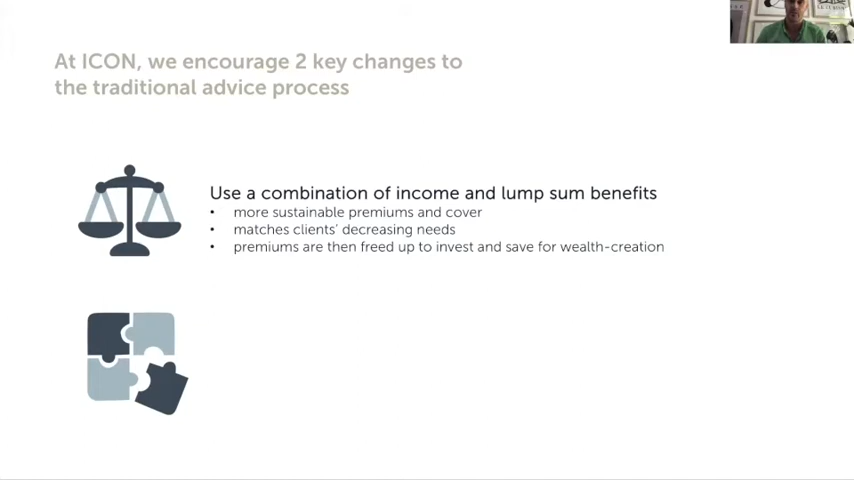 At ICON, we encourage 2 key changes to
the traditional advice process
Use a combination of income and lump sum benefits
• more sustainable premiums and cover
• matches clients' decreasing needs
• premiums are then freed up to invest and save for wealth-creation